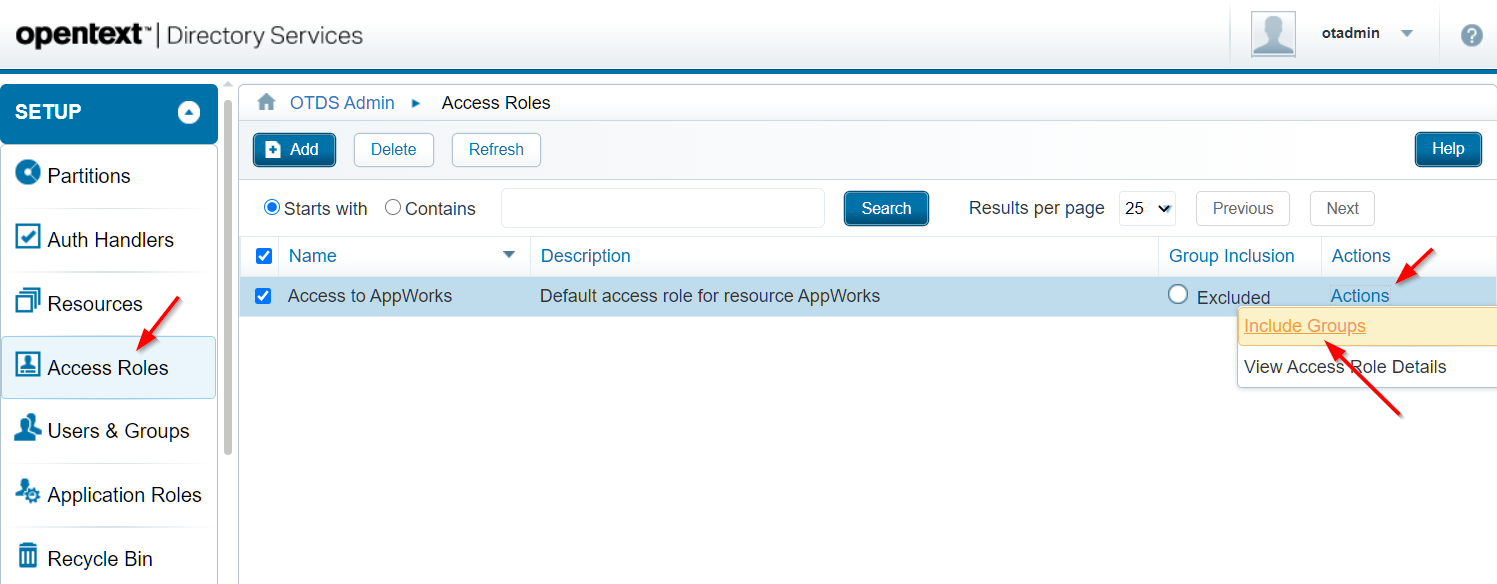 opentext™ | Directory Services
otadmin
?
SETUP
Partitions
Auth Handlers
Resources
Access Roles
Users & Groups
Application Roles
Recycle Bin
OTDS Admin ▸ Access Roles
Add Delete Refresh Help
Starts with Contains Search Results per page 25 Previous Next
Name Description Group Inclusion Actions
Access to AppWorks Default access role for resource AppWorks Excluded Actions
Include Groups
View Access Role Details